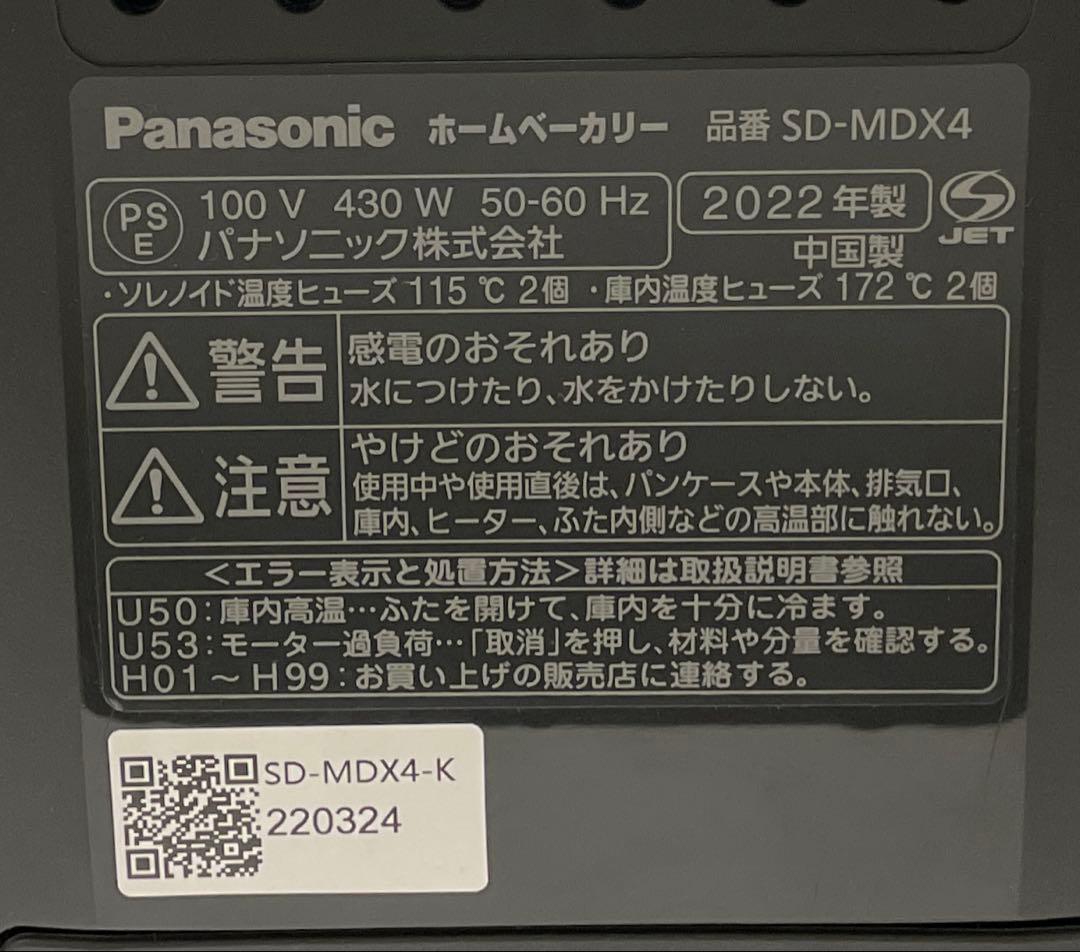 Panasonic ホームベーカリー 品番 SD-MDX4
PS E 100 V 430 W 50-60 Hz 2022年製 JET
パナソニック株式会社 中国製
・ソレノイド温度ヒューズ 115 ℃ 2個 ・庫内温度ヒューズ 172 ℃ 2個
警告 感電のおそれあり
水につけたり、水をかけたりしない。
注意 やけどのおそれあり
使用中や使用直後は、パンケースや本体、排気口、
庫内、ヒーター、ふた内側などの高温部に触れない。
<エラー表示と処置方法>詳細は取扱説明書参照
U50:庫内高温…ふたを開けて、庫内を十分に冷ます。
U53:モーター過負荷…「取消」を押し、材料や分量を確認する。
H01～H99:お買い上げの販売店に連絡する。
SD-MDX4-K
220324